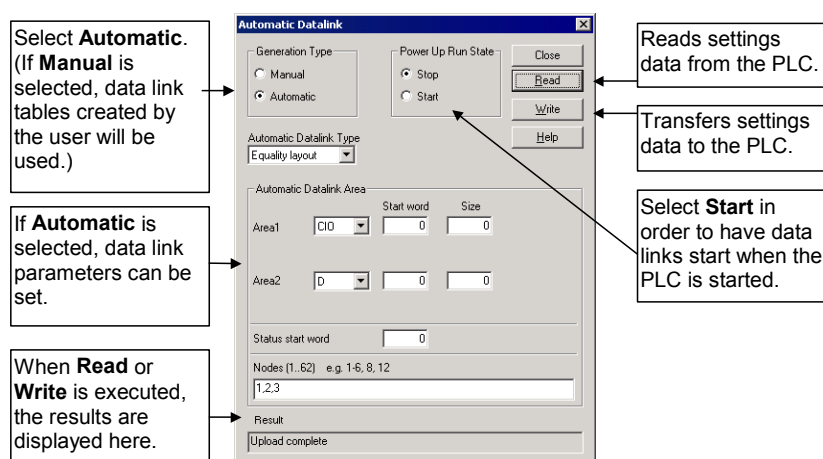 Automatic Datalink
Select Automatic.
(If Manual is
selected, data link
tables created by
the user will be
used.)
If Automatic is
selected, data link
parameters can be
set.
When Read or
Write is executed,
the results are
displayed here.
Generation Type
Manual
Automatic
Power Up Run State
Stop
Start
Close
Read
Write
Help
Automatic Datalink Type
Equality layout
Automatic Datalink Area
Start word Size
Area1 CIO 0 0
Area2 D 0 0
Status start word 0
Nodes (1..62) e.g. 1-6, 8, 12
1,2,3
Result
Upload complete
Reads settings
data from the PLC.
Transfers settings
data to the PLC.
Select Start in
order to have data
links start when the
PLC is started.